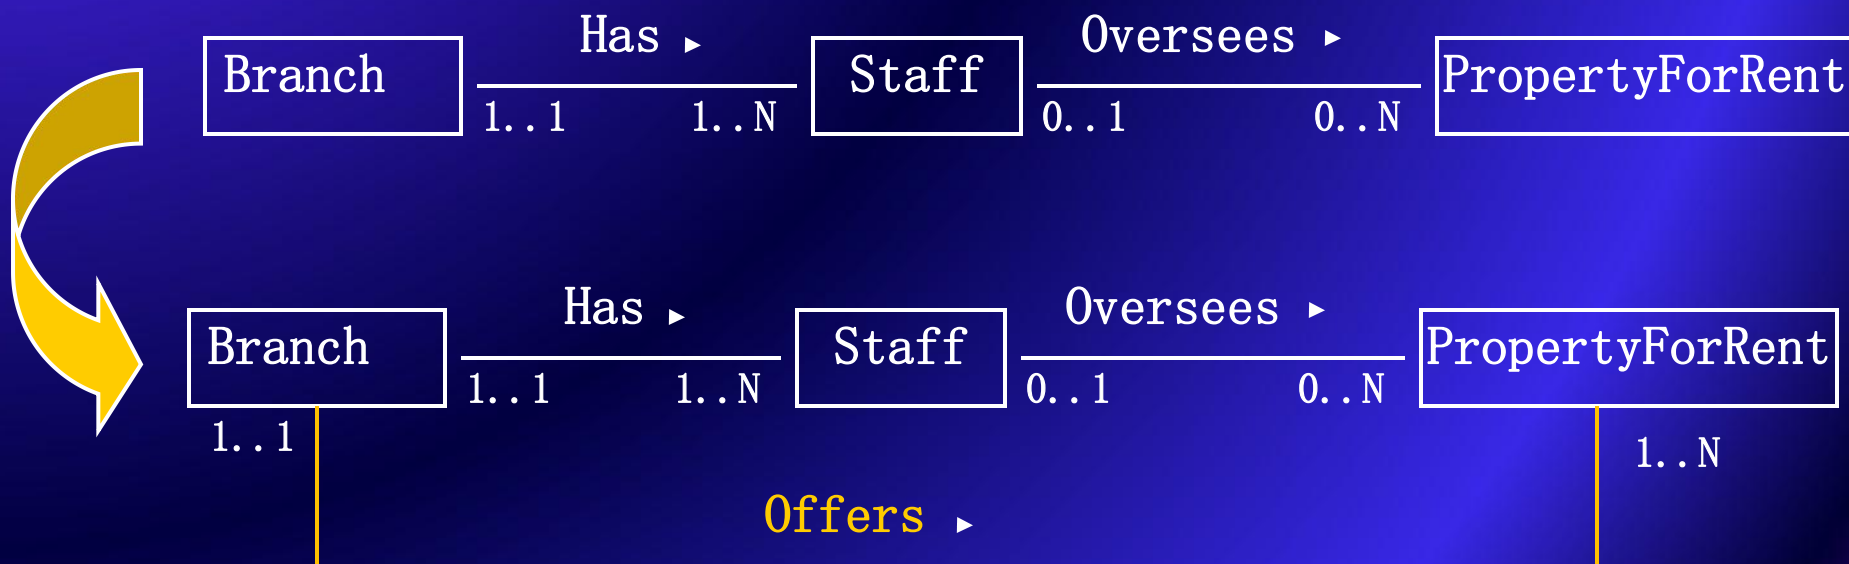 Has ►
Oversees ►
Branch
Staff
PropertyForRent
1..1
1..N
0..1
0..N
Has ►
Oversees ►
Branch
Staff
PropertyForRent
1..1
1..N
0..1
0..N
1..1
1..N
Offers ►